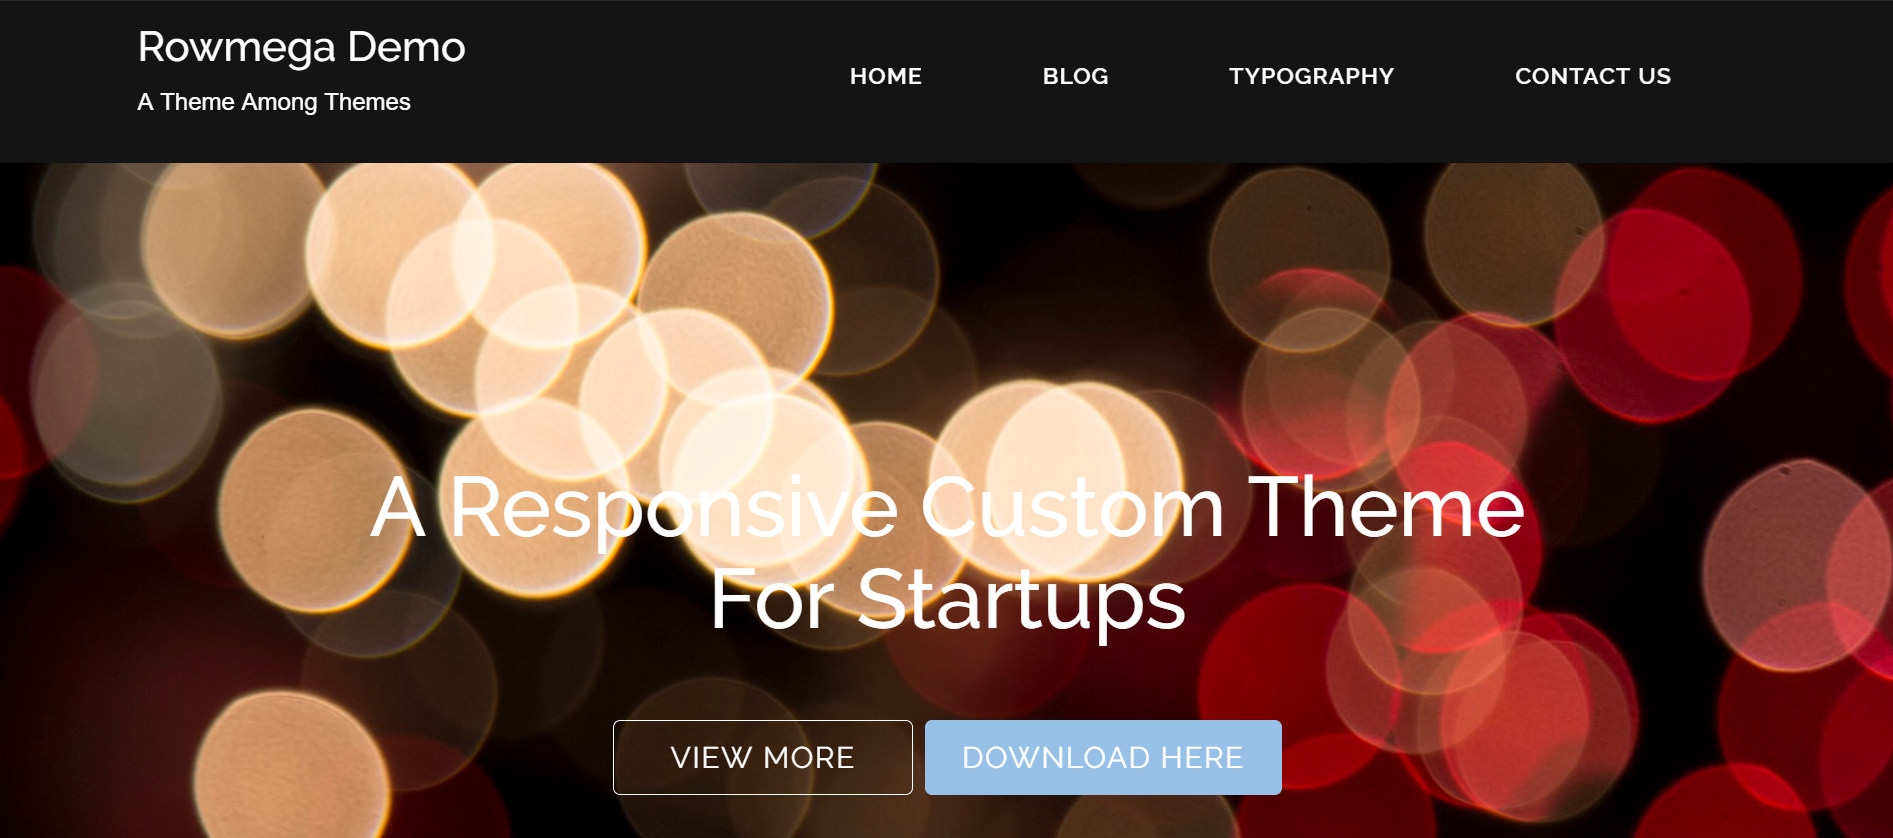 Rowmega Demo
A Theme Among Themes
HOME
BLOG
TYPOGRAPHY
CONTACT US
A Responsive Custom Theme
For Startups
VIEW MORE
DOWNLOAD HERE